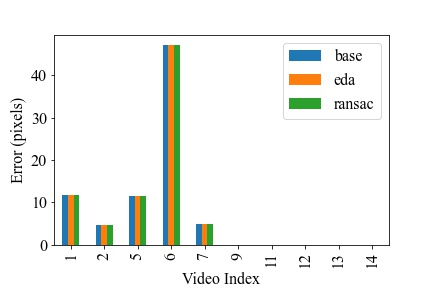 base
eda
ransac
Error (pixels)
40
30
20
10
0
1 2 5 6 7 9 11 12 13 14
Video Index